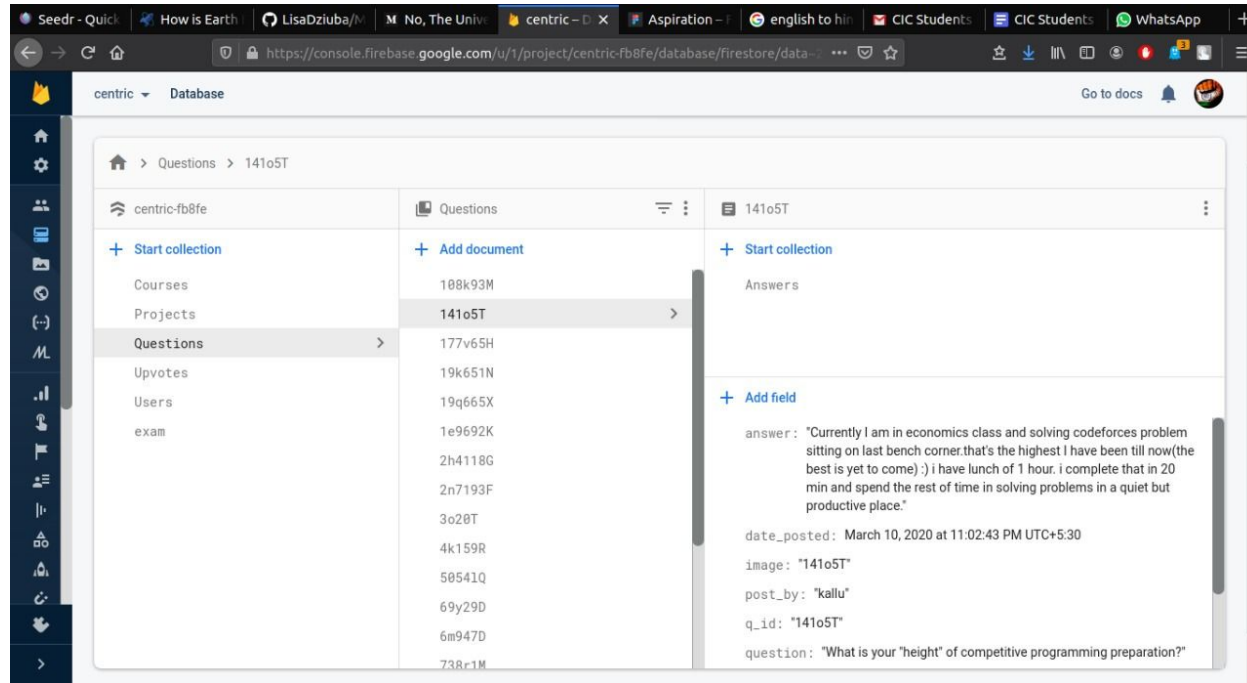 Seedr - Quick
How is Earth
LisaDziuba/M
M No, The Unive
centric – D
Aspiration – F
english to hin
CIC Students
CIC Students
WhatsApp
https://console.firebase.google.com/u/1/project/centric-fb8fe/database/firestore/data~2
3
centric
Database
Go to docs
Questions > 141o5T
centric-fb8fe
Questions
141o5T
+ Start collection
+ Add document
+ Start collection
Courses
Projects
Questions
Upvotes
Users
exam
108k93M
141o5T
177v65H
19k651N
19q665X
1e9692K
2h4118G
2n7193F
3o20T
4k159R
5054lQ
69y29D
6m947D
738r1M
Answers
+ Add field
answer: "Currently I am in economics class and solving codeforces problem
sitting on last bench corner.that's the highest I have been till now(the
best is yet to come) :) i have lunch of 1 hour. i complete that in 20
min and spend the rest of time in solving problems in a quiet but
productive place."
date_posted: March 10, 2020 at 11:02:43 PM UTC+5:30
image: "141o5T"
post_by: "kallu"
q_id: "141o5T"
question: "What is your "height" of competitive programming preparation?"